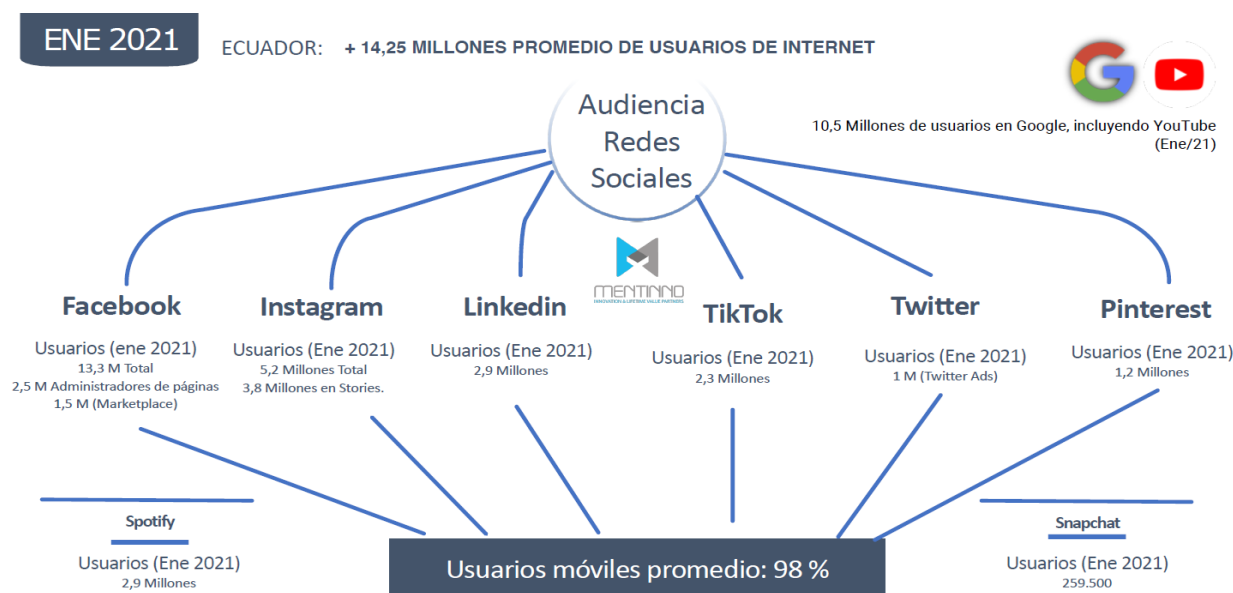 ENE 2021
ECUADOR: + 14,25 MILLONES PROMEDIO DE USUARIOS DE INTERNET
10,5 Millones de usuarios en Google, incluyendo YouTube
(Ene/21)
Audiencia
Redes
Sociales
MENTINNO
INNOVATION & LIFETIME VALUE PARTNERS
Facebook
Usuarios (ene 2021)
13,3 M Total
2,5 M Administradores de páginas
1,5 M (Marketplace)
Instagram
Usuarios (Ene 2021)
5,2 Millones Total
3,8 Millones en Stories.
Linkedin
Usuarios (Ene 2021)
2,9 Millones
TikTok
Usuarios (Ene 2021)
2,3 Millones
Twitter
Usuarios (Ene 2021)
1 M (Twitter Ads)
Pinterest
Usuarios (Ene 2021)
1,2 Millones
Spotify
Usuarios (Ene 2021)
2,9 Millones
Usuarios móviles promedio: 98 %
Snapchat
Usuarios (Ene 2021)
259.500